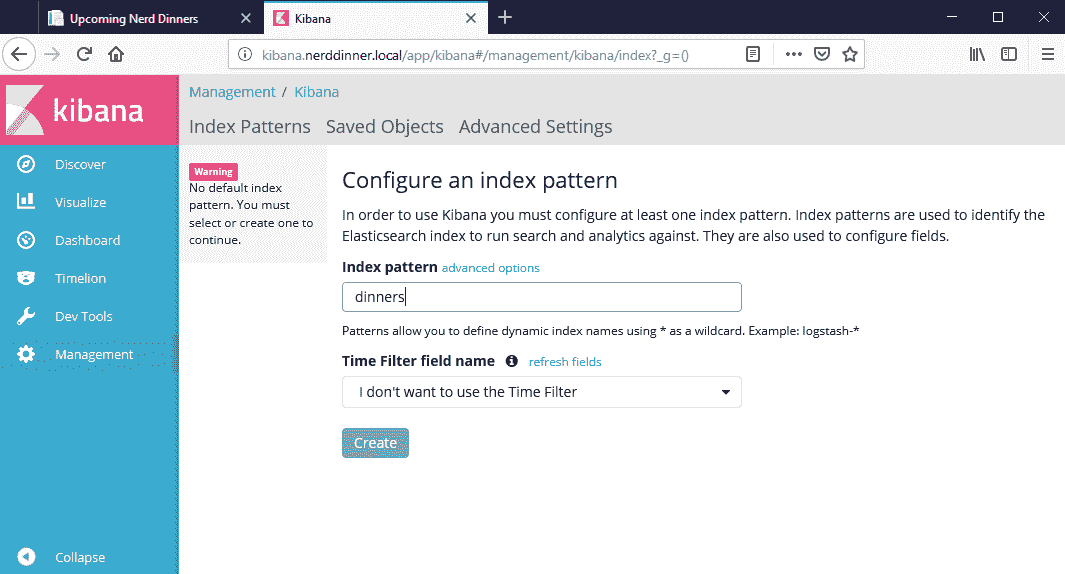 Upcoming Nerd Dinners
Kibana
kibana.nerddinner.local/app/kibana#/management/kibana/index?_g=()
kibana
Management / Kibana
Index Patterns Saved Objects Advanced Settings
Discover
Visualize
Dashboard
Timelion
Dev Tools
Management
Collapse
Warning
No default index
pattern. You must
select or create one to
continue.
Configure an index pattern
In order to use Kibana you must configure at least one index pattern. Index patterns are used to identify the
Elasticsearch index to run search and analytics against. They are also used to configure fields.
Index pattern advanced options
dinners
Patterns allow you to define dynamic index names using * as a wildcard. Example: logstash-*
Time Filter field name refresh fields
I don't want to use the Time Filter
Create